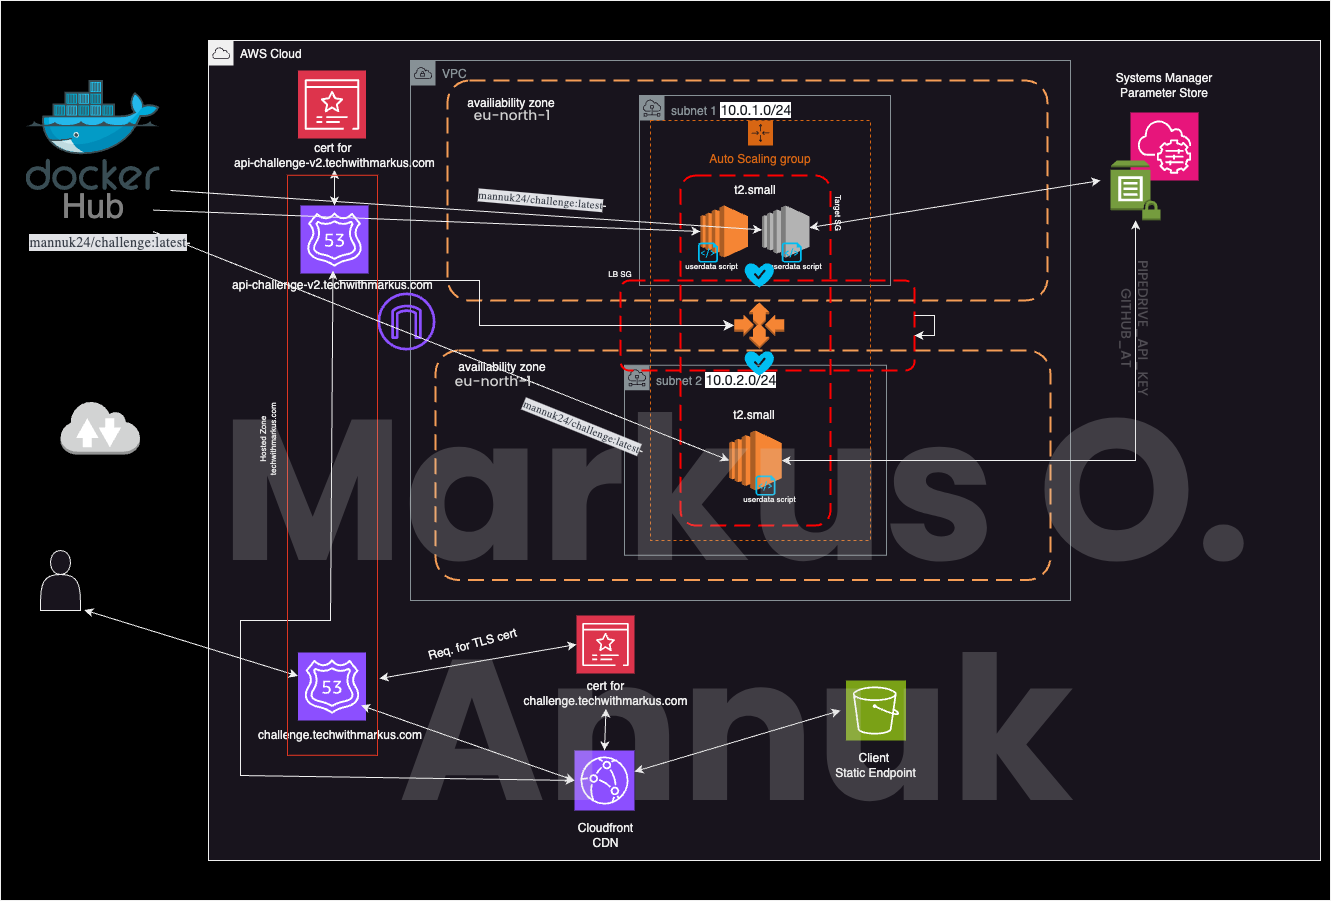 AWS Cloud
VPC
Systems Manager
Parameter Store
availiability zone
eu-north-1
subnet 1 10.0.1.0/24
Auto Scaling group
t2.small
Target SG
userdata script
userdata script
cert for
api-challenge-v2.techwithmarkus.com
docker
Hub
mannuk24/challenge:latest
mannuk24/challenge:latest
53
api-challenge-v2.techwithmarkus.com
LB SG
PIPEDRIVE_API_KEY
GITHUB_AT
availiability zone
eu-north-1
subnet 2 10.0.2.0/24
mannuk24/challenge:latest
t2.small
userdata script
Hosted Zone
techwithmarkus.com
Markus O.
Annuk
Req. for TLS cert
cert for
challenge.techwithmarkus.com
53
challenge.techwithmarkus.com
Client
Static Endpoint
Cloudfront
CDN